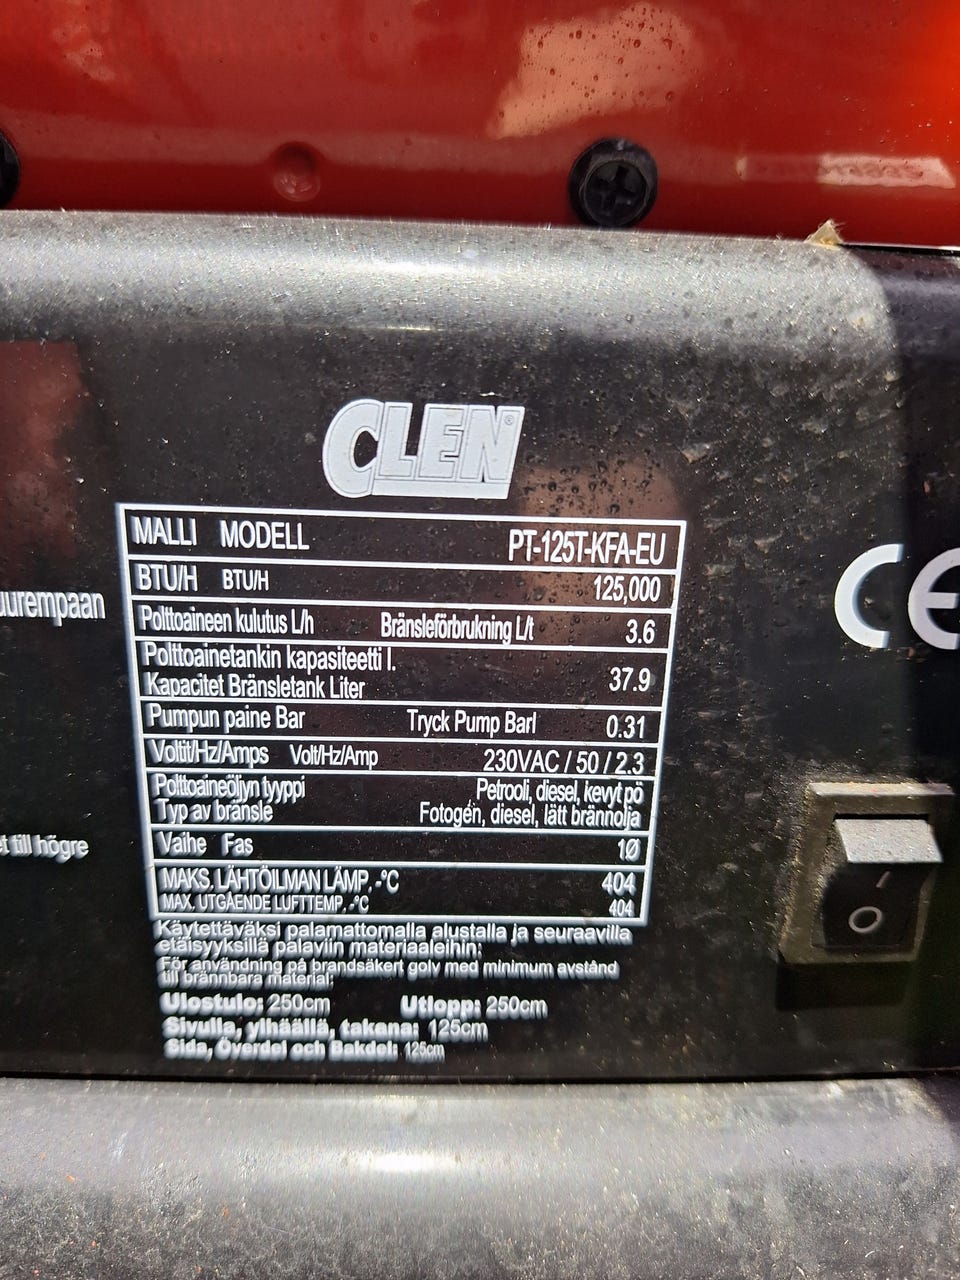 CLEN®
MALLI MODELL PT-125T-KFA-EU
BTU/H BTU/H 125,000
Polttoaineen kulutus L/h Bränsleförbrukning L/t 3.6
Polttoainetankin kapasiteetti l.
Kapacitet Bränsletank Liter 37.9
Pumpun paine Bar Tryck Pump Barl 0.31
Voltit/Hz/Amps Volt/Hz/Amp 230VAC / 50 / 2.3
Polttoaineöljyn tyyppi Petrooli, diesel, kevyt pö
Typ av bränsle Fotogén, diesel, lätt brännolja
Vaihe Fas 1Ø
MAKS. LÄHTÖILMAN LÄMP. -°C 404
MAX. UTGÅENDE LUFTTEMP. -°C 404
Käytettäväksi palamattomalla alustalla ja seuraavilla
etäisyyksillä palaviin materiaaleihin:
För användning på brandsäkert golv med minimum avstånd
till brännbara material:
Ulostulo: 250cm Utlopp: 250cm
Sivulla, ylhäällä, takana: 125cm
Sida, Överdel och Bakdel: 125cm
uurempaan
t till högre
CE
I
O